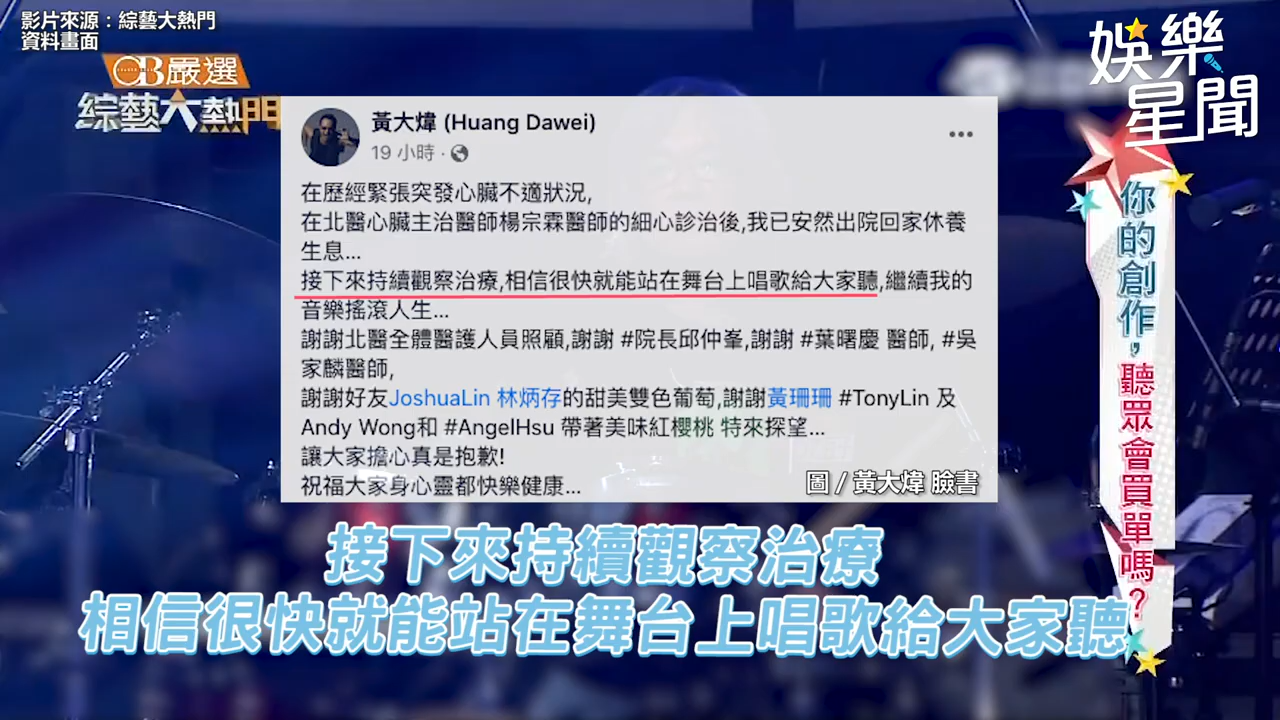 影片來源：綜藝大熱門
資料畫面
嚴選
綜藝大熱門
娛樂
星聞
黃大煒 (Huang Dawei)
19 小時 ·
在歷經緊張突發心臟不適狀況,
在北醫心臟主治醫師楊宗霖醫師的細心診治後,我已安然出院回家休養
生息...
接下來持續觀察治療,相信很快就能站在舞台上唱歌給大家聽,繼續我的
音樂搖滾人生...
謝謝北醫全體醫護人員照顧,謝謝 #院長邱仲峯,謝謝 #葉曙慶 醫師, #吳
家麟醫師,
謝謝好友JoshuaLin 林炳存的甜美雙色葡萄,謝謝黃珊珊 #TonyLin 及
Andy Wong和 #AngelHsu 帶著美味紅櫻桃 特來探望...
讓大家擔心真是抱歉!
祝福大家身心靈都快樂健康...
圖 / 黃大煒 臉書
你的創作，聽眾會買單嗎？
接下來持續觀察治療
相信很快就能站在舞台上唱歌給大家聽